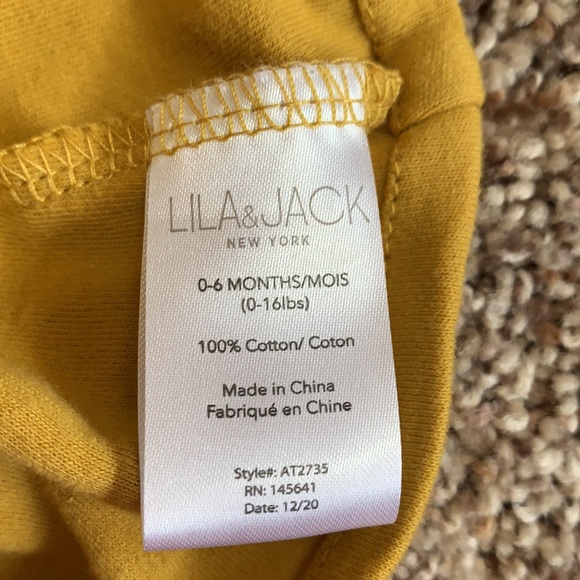 LILA&JACK
NEW YORK
0-6 MONTHS/MOIS
(0-16lbs)
100% Cotton/ Coton
Made in China
Fabriqué en Chine
Style#: AT2735
RN: 145641
Date: 12/20